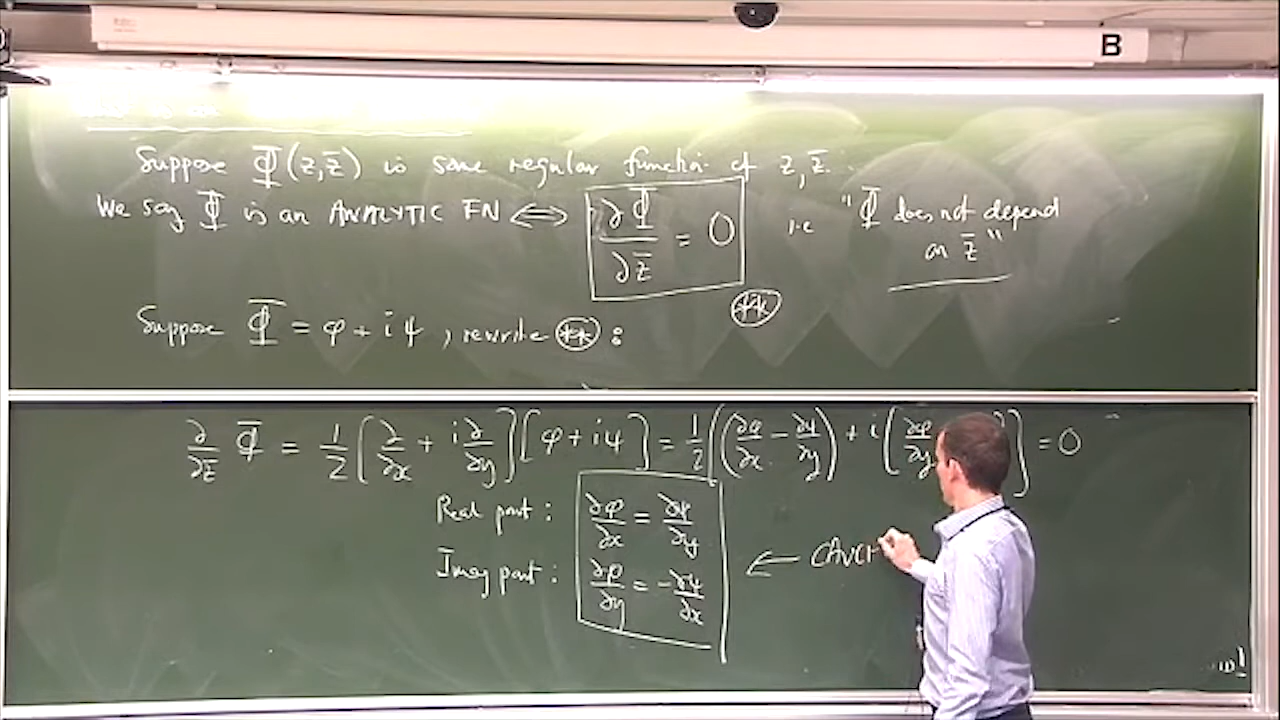 B
Suppose Φ(z,z̄) is some regular function of z, z̄.
We say Φ is an ANALYTIC FN ⟺ ∂Φ/∂z̄ = 0 i.e "Φ does not depend on z̄"
(**)
Suppose Φ = φ + iψ, rewrite (**) :
∂/∂z̄ Φ = 1/2 [∂/∂x + i∂/∂y] [φ + iψ] = 1/2 [(∂φ/∂x - ∂ψ/∂y) + i(∂φ/∂y )] = 0
Real part : ∂φ/∂x = ∂ψ/∂y
Imag part : ∂φ/∂y = -∂ψ/∂x ← CAUCH